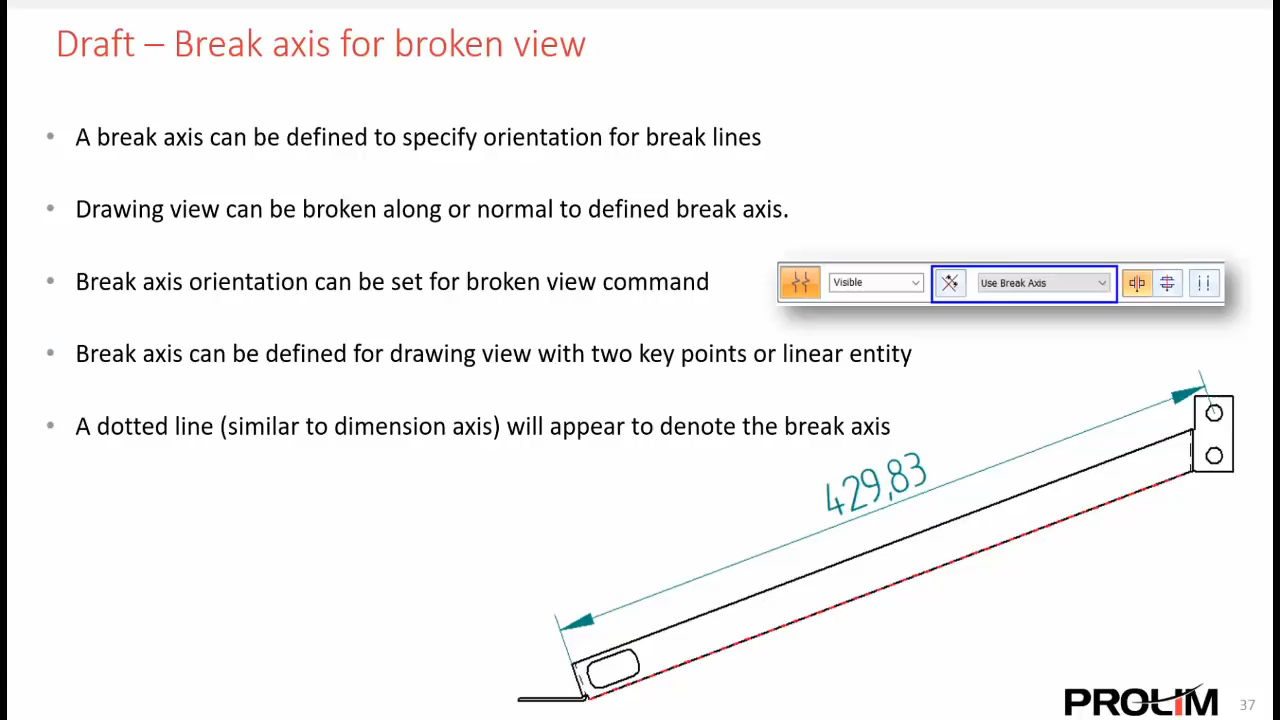 Draft – Break axis for broken view
• A break axis can be defined to specify orientation for break lines
• Drawing view can be broken along or normal to defined break axis.
• Break axis orientation can be set for broken view command
Visible
Use Break Axis
• Break axis can be defined for drawing view with two key points or linear entity
• A dotted line (similar to dimension axis) will appear to denote the break axis
429,83
PROLIM
37